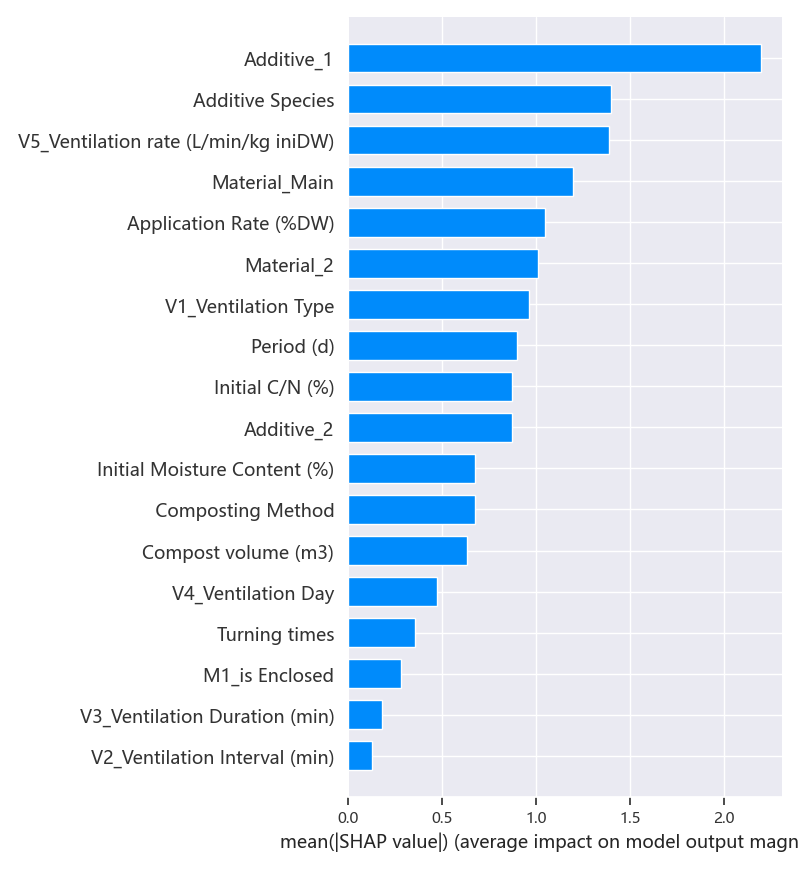 Additive_1
Additive Species
V5_Ventilation rate (L/min/kg iniDW)
Material_Main
Application Rate (%DW)
Material_2
V1_Ventilation Type
Period (d)
Initial C/N (%)
Additive_2
Initial Moisture Content (%)
Composting Method
Compost volume (m3)
V4_Ventilation Day
Turning times
M1_is Enclosed
V3_Ventilation Duration (min)
V2_Ventilation Interval (min)
0.0 0.5 1.0 1.5 2.0
mean(|SHAP value|) (average impact on model output magn